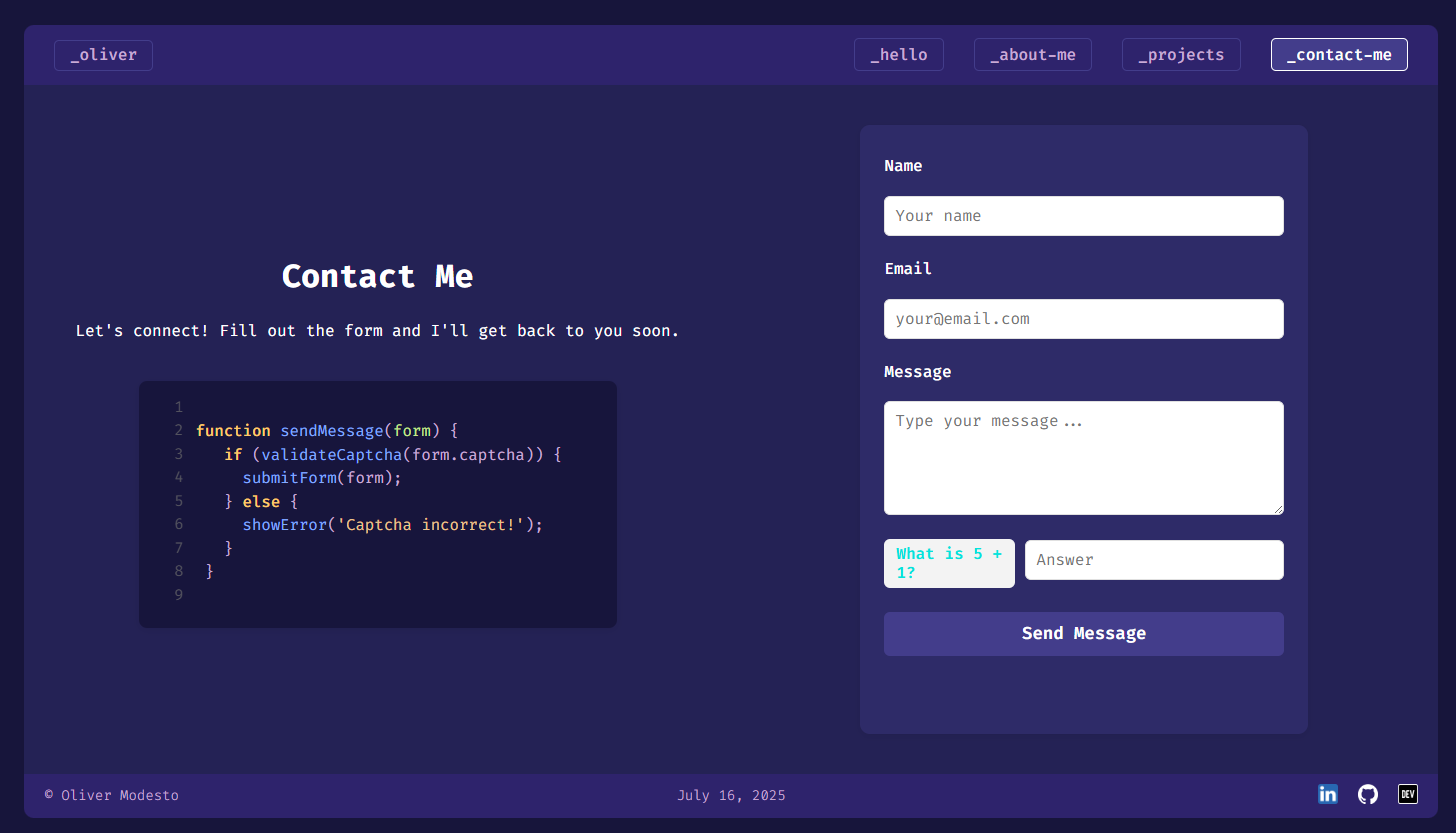 _oliver
_hello
_about-me
_projects
_contact-me
Contact Me
Let's connect! Fill out the form and I'll get back to you soon.
1
2 function sendMessage(form) {
3    if (validateCaptcha(form.captcha)) {
4      submitForm(form);
5    } else {
6      showError('Captcha incorrect!');
7    }
8  }
9
Name
Your name
Email
your@email.com
Message
Type your message...
What is 5 +
1?
Answer
Send Message
© Oliver Modesto
July 16, 2025
in
DEV